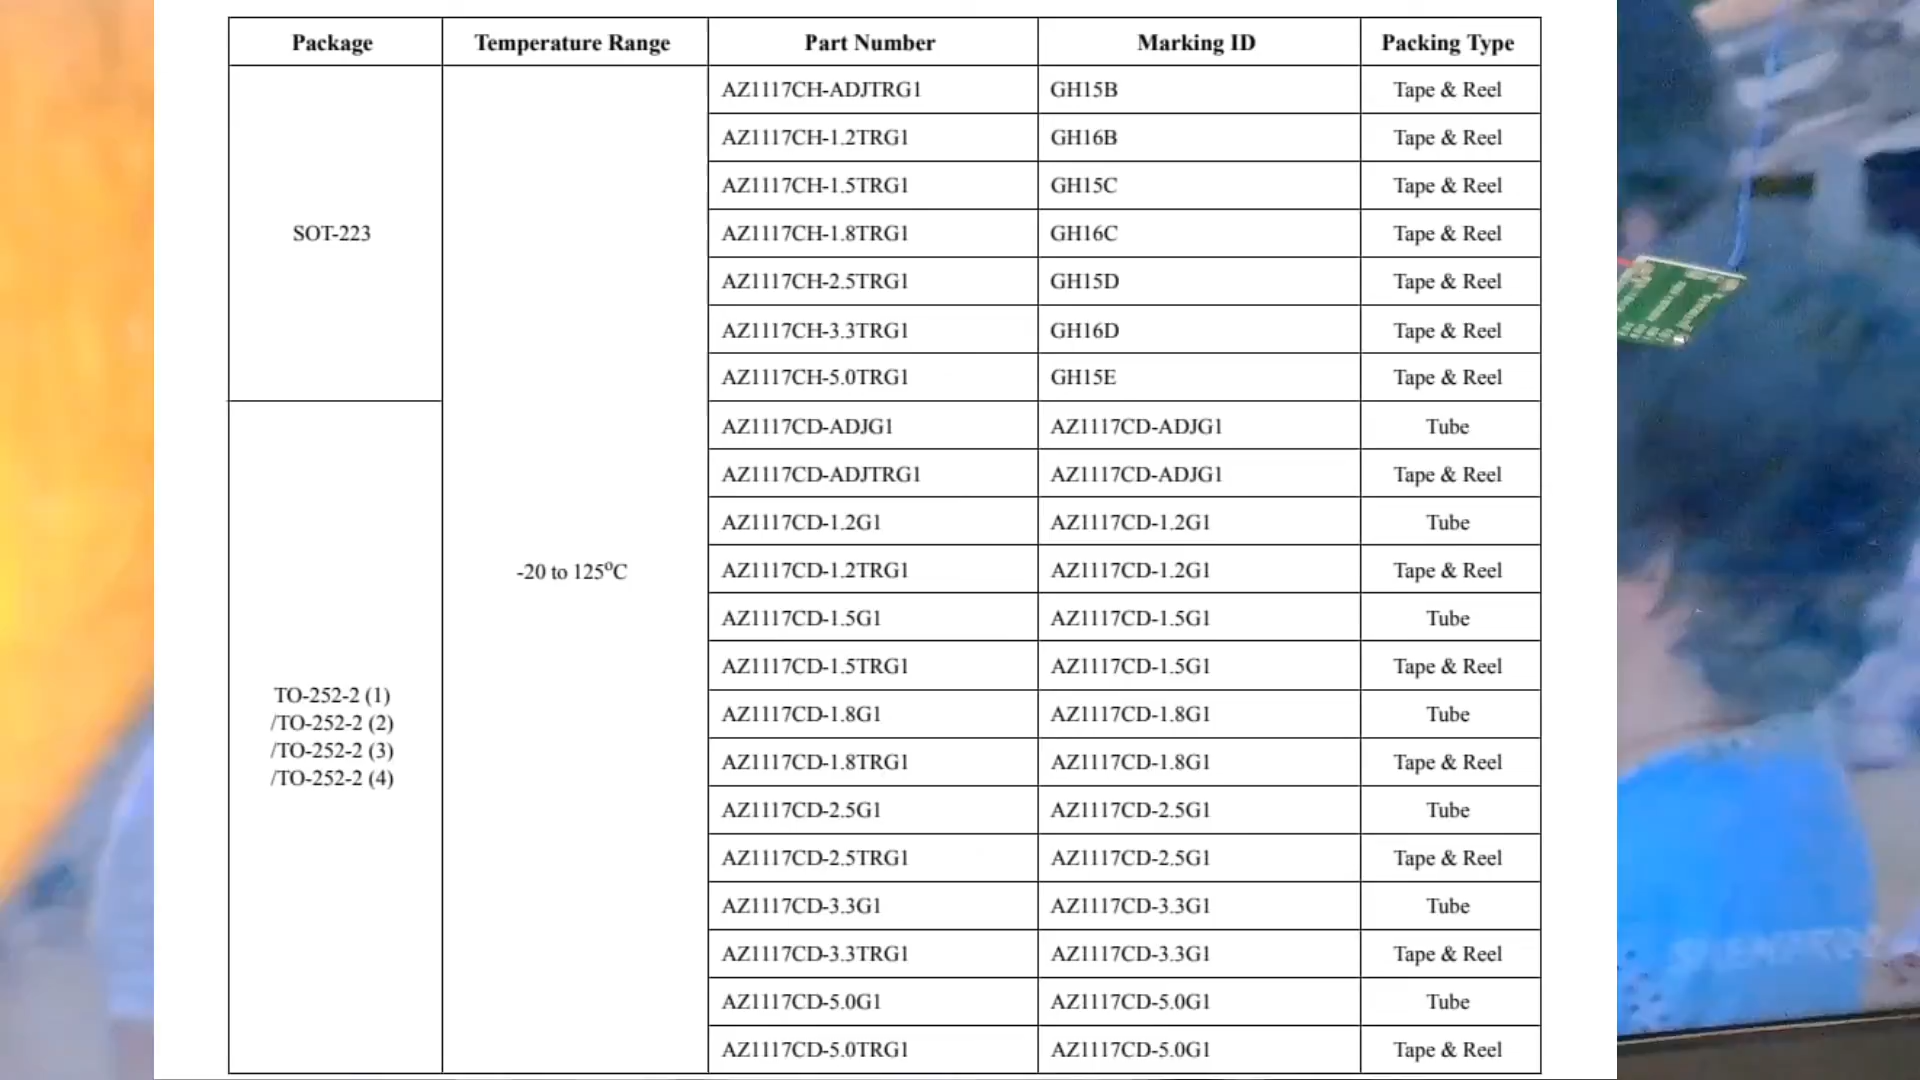 Package Temperature Range Part Number Marking ID Packing Type
SOT-223
-20 to 125°C
AZ1117CH-ADJTRG1 GH15B Tape & Reel
AZ1117CH-1.2TRG1 GH16B Tape & Reel
AZ1117CH-1.5TRG1 GH15C Tape & Reel
AZ1117CH-1.8TRG1 GH16C Tape & Reel
AZ1117CH-2.5TRG1 GH15D Tape & Reel
AZ1117CH-3.3TRG1 GH16D Tape & Reel
AZ1117CH-5.0TRG1 GH15E Tape & Reel
TO-252-2 (1)
/TO-252-2 (2)
/TO-252-2 (3)
/TO-252-2 (4)
AZ1117CD-ADJG1 AZ1117CD-ADJG1 Tube
AZ1117CD-ADJTRG1 AZ1117CD-ADJG1 Tape & Reel
AZ1117CD-1.2G1 AZ1117CD-1.2G1 Tube
AZ1117CD-1.2TRG1 AZ1117CD-1.2G1 Tape & Reel
AZ1117CD-1.5G1 AZ1117CD-1.5G1 Tube
AZ1117CD-1.5TRG1 AZ1117CD-1.5G1 Tape & Reel
AZ1117CD-1.8G1 AZ1117CD-1.8G1 Tube
AZ1117CD-1.8TRG1 AZ1117CD-1.8G1 Tape & Reel
AZ1117CD-2.5G1 AZ1117CD-2.5G1 Tube
AZ1117CD-2.5TRG1 AZ1117CD-2.5G1 Tape & Reel
AZ1117CD-3.3G1 AZ1117CD-3.3G1 Tube
AZ1117CD-3.3TRG1 AZ1117CD-3.3G1 Tape & Reel
AZ1117CD-5.0G1 AZ1117CD-5.0G1 Tube
AZ1117CD-5.0TRG1 AZ1117CD-5.0G1 Tape & Reel